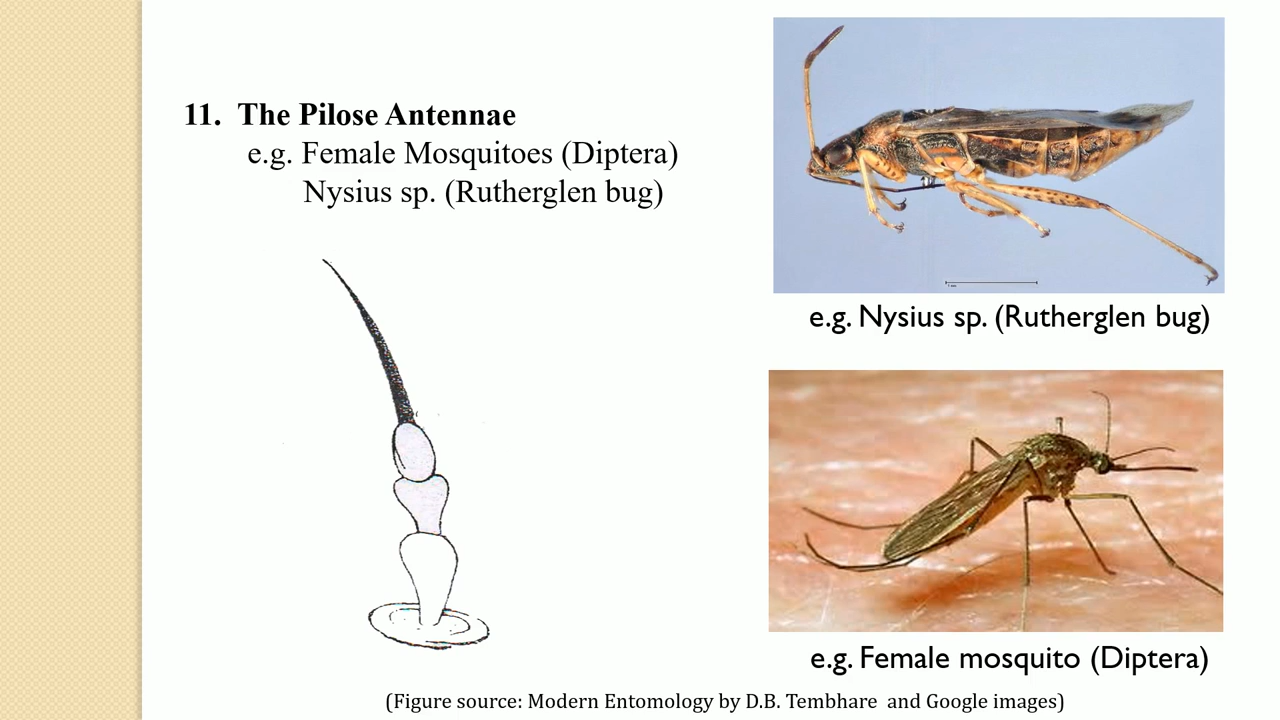 11. The Pilose Antennae
e.g. Female Mosquitoes (Diptera)
Nysius sp. (Rutherglen bug)
e.g. Nysius sp. (Rutherglen bug)
e.g. Female mosquito (Diptera)
(Figure source: Modern Entomology by D.B. Tembhare and Google images)